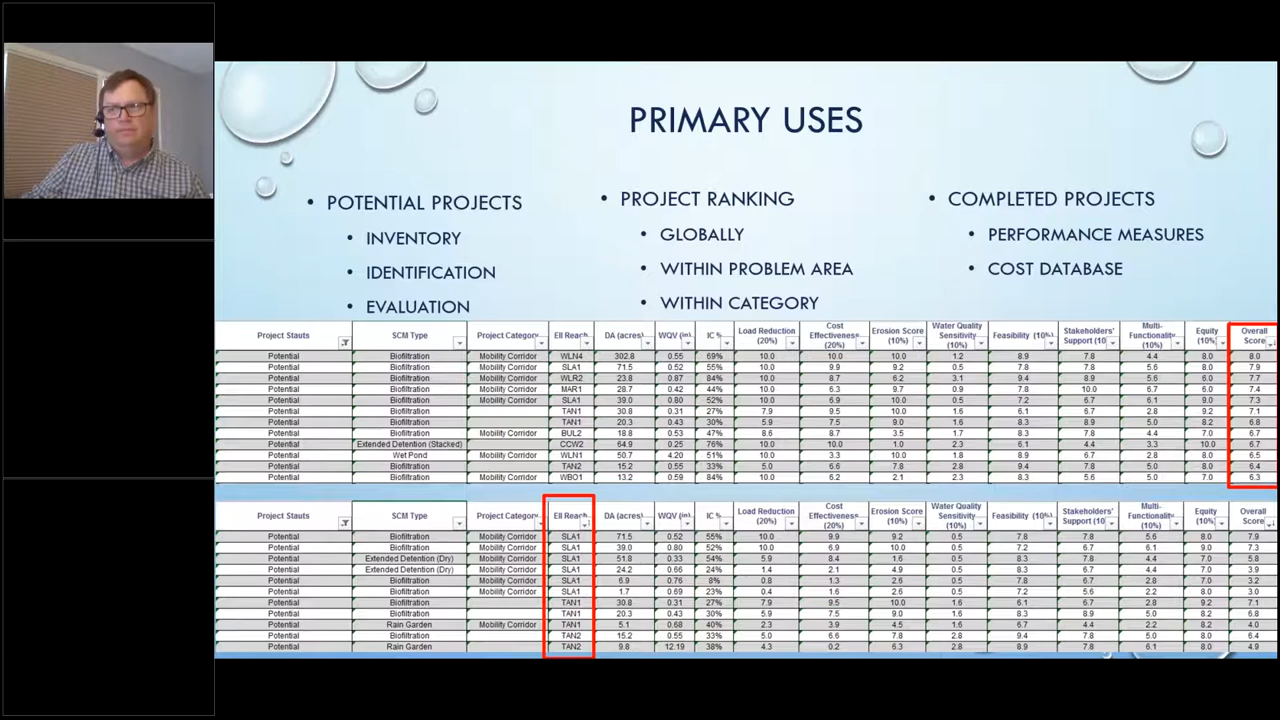 PRIMARY USES
• POTENTIAL PROJECTS
• INVENTORY
• IDENTIFICATION
• EVALUATION
• PROJECT RANKING
• GLOBALLY
• WITHIN PROBLEM AREA
• WITHIN CATEGORY
• COMPLETED PROJECTS
• PERFORMANCE MEASURES
• COST DATABASE
Project Stauts SCM Type Project Category EII Reach DA (acres) WQV (in) IC % Load Reduction (20%) Cost Effectiveness (20%) Erosion Score (10%) Water Quality Sensitivity (10%) Feasibility (10%) Stakeholders' Support (10% Multi-Functionality (10%) Equity (10%) Overall Score
Potential Biofiltration Mobility Corridor WLN4 302.8 0.55 69% 10.0 10.0 10.0 1.2 8.9 7.8 4.4 8.0 8.0
Potential Biofiltration Mobility Corridor SLA1 71.5 0.52 55% 10.0 9.9 9.2 0.5 7.8 7.8 5.6 8.0 7.9
Potential Biofiltration Mobility Corridor WLR2 23.8 0.87 84% 10.0 8.7 6.2 3.1 9.4 8.9 5.6 6.0 7.7
Potential Biofiltration Mobility Corridor MAR1 28.7 0.42 44% 10.0 6.3 9.7 0.9 7.8 10.0 6.7 6.0 7.4
Potential Biofiltration Mobility Corridor SLA1 39.0 0.80 52% 10.0 6.9 10.0 0.5 7.2 6.7 6.1 9.0 7.3
Potential Biofiltration TAN1 30.8 0.31 27% 7.9 9.5 10.0 1.6 6.1 6.7 2.8 9.2 7.1
Potential Biofiltration TAN1 20.3 0.43 30% 5.9 7.5 9.0 1.6 8.3 8.9 5.0 8.2 6.8
Potential Biofiltration Mobility Corridor BUL2 18.8 0.53 47% 8.6 8.7 3.5 1.7 8.3 7.8 4.4 7.0 6.7
Potential Extended Detention (Stacked) CCW2 64.9 0.25 76% 10.0 10.0 1.0 2.3 6.1 4.4 3.3 10.0 6.7
Potential Wet Pond Mobility Corridor WLN1 50.7 4.20 51% 10.0 3.3 10.0 1.8 8.9 6.7 2.8 8.0 6.5
Potential Biofiltration TAN2 15.2 0.55 33% 5.0 6.6 7.8 2.8 9.4 7.8 5.0 8.0 6.4
Potential Biofiltration Mobility Corridor WBO1 13.2 0.59 84% 10.0 6.2 2.1 2.3 8.3 5.6 5.0 8.0 6.3
Project Stauts SCM Type Project Category EII Reach DA (acres) WQV (in) IC % Load Reduction (20%) Cost Effectiveness (20%) Erosion Score (10%) Water Quality Sensitivity (10%) Feasibility (10%) Stakeholders' Support (10% Multi-Functionality (10%) Equity (10%) Overall Score
Potential Biofiltration Mobility Corridor SLA1 71.5 0.52 55% 10.0 9.9 9.2 0.5 7.8 7.8 5.6 8.0 7.9
Potential Biofiltration Mobility Corridor SLA1 39.0 0.80 52% 10.0 6.9 10.0 0.5 7.2 6.7 6.1 9.0 7.3
Potential Extended Detention (Dry) Mobility Corridor SLA1 51.8 0.33 54% 5.9 8.4 1.6 0.5 7.8 7.8 4.4 7.0 5.8
Potential Extended Detention (Dry) Mobility Corridor SLA1 24.2 0.66 24% 1.4 2.1 4.9 0.5 8.3 6.7 4.4 7.0 3.9
Potential Biofiltration Mobility Corridor SLA1 6.9 0.76 8% 0.8 1.3 2.6 0.5 7.8 6.7 2.8 7.0 3.2
Potential Biofiltration Mobility Corridor SLA1 1.7 0.69 23% 0.4 1.6 2.6 0.5 7.2 5.6 2.2 7.0 3.0
Potential Biofiltration TAN1 30.8 0.31 27% 7.9 9.5 10.0 1.6 6.1 6.7 2.8 9.2 7.1
Potential Biofiltration TAN1 20.3 0.43 30% 5.9 7.5 9.0 1.6 8.3 8.9 5.0 8.2 6.8
Potential Rain Garden Mobility Corridor TAN1 5.1 0.68 40% 2.3 3.9 4.5 1.6 6.7 4.4 2.2 8.2 4.0
Potential Biofiltration TAN2 15.2 0.55 33% 5.0 6.6 7.8 2.8 9.4 7.8 5.0 8.0 6.4
Potential Rain Garden TAN2 9.8 12.19 38% 4.3 0.2 6.3 2.8 8.9 7.8 6.1 8.0 4.9